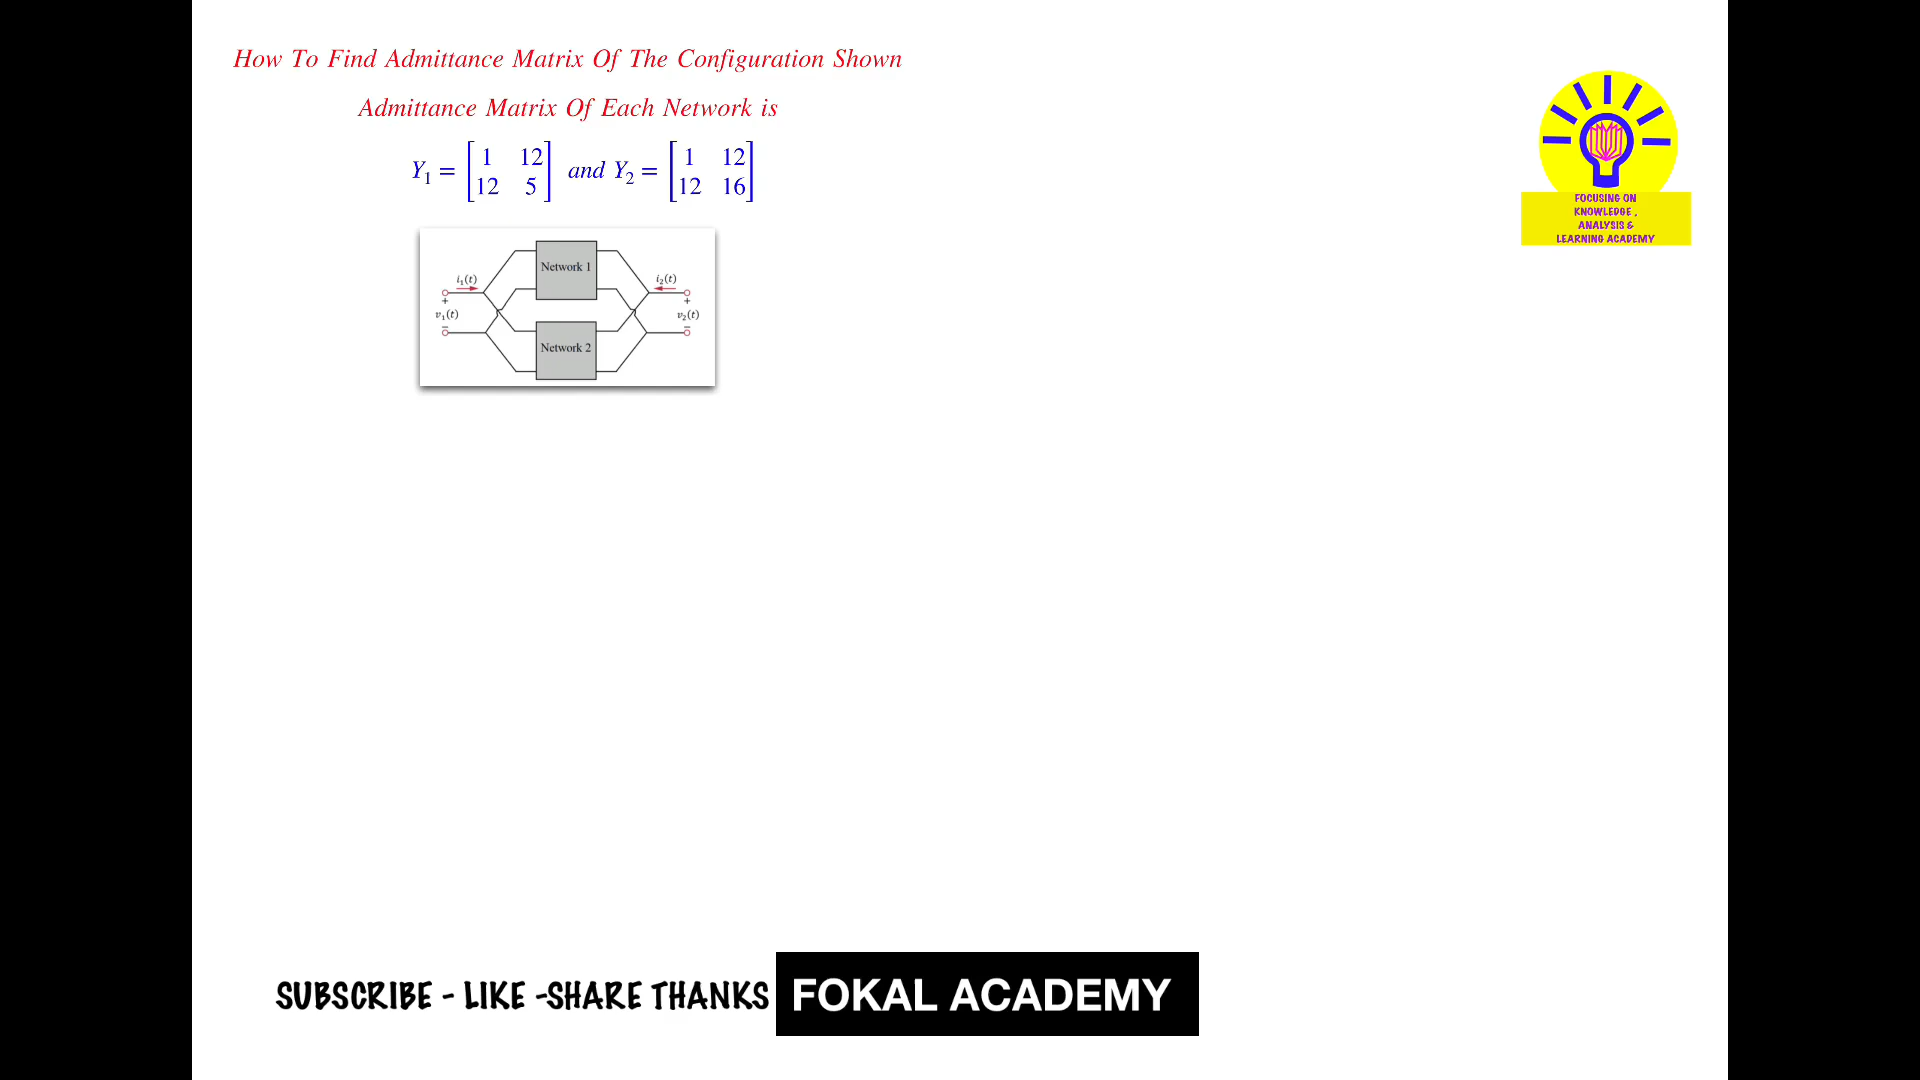 How To Find Admittance Matrix Of The Configuration Shown
Admittance Matrix Of Each Network is
Y₁ = [1 12; 12 5] and Y₂ = [1 12; 12 16]
Network 1
i₁(t) i₂(t)
+ +
v₁(t) v₂(t)
− −
Network 2
FOCUSING ON
KNOWLEDGE ,
ANALYSIS &
LEARNING ACADEMY
SUBSCRIBE - LIKE -SHARE THANKS FOKAL ACADEMY